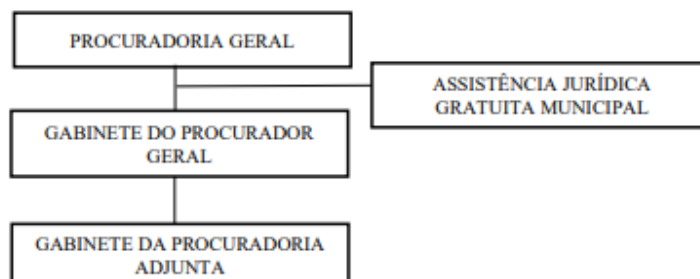 PROCURADORIA GERAL
ASSISTÊNCIA JURÍDICA
GRATUITA MUNICIPAL
GABINETE DO PROCURADOR
GERAL
GABINETE DA PROCURADORIA
ADJUNTA